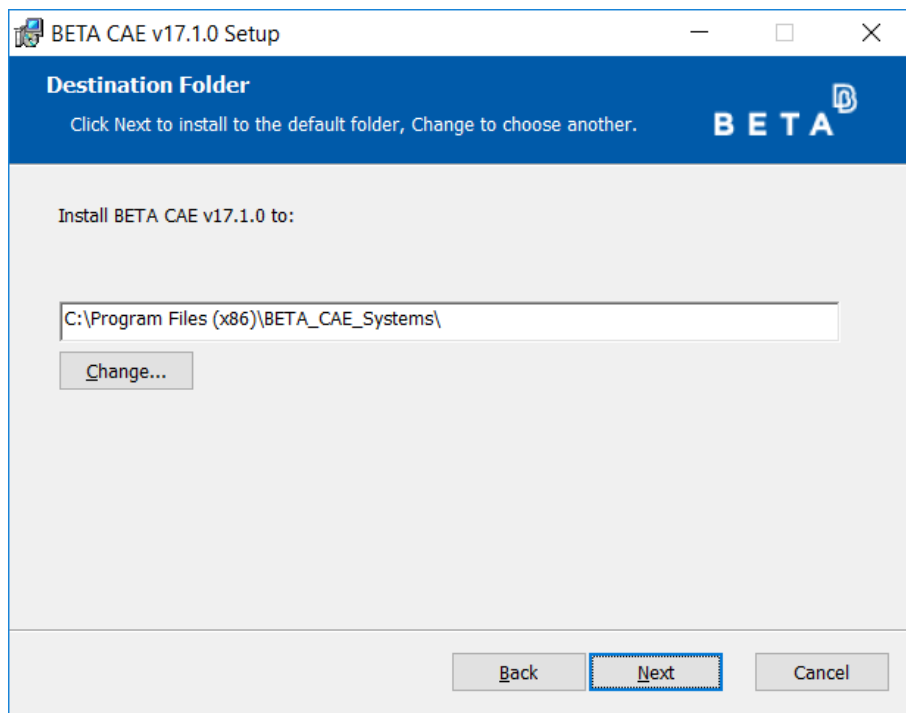 BETA CAE v17.1.0 Setup
Destination Folder
Click Next to install to the default folder, Change to choose another.
BETA
Install BETA CAE v17.1.0 to:
C:\Program Files (x86)\BETA_CAE_Systems\
Change...
Back Next Cancel